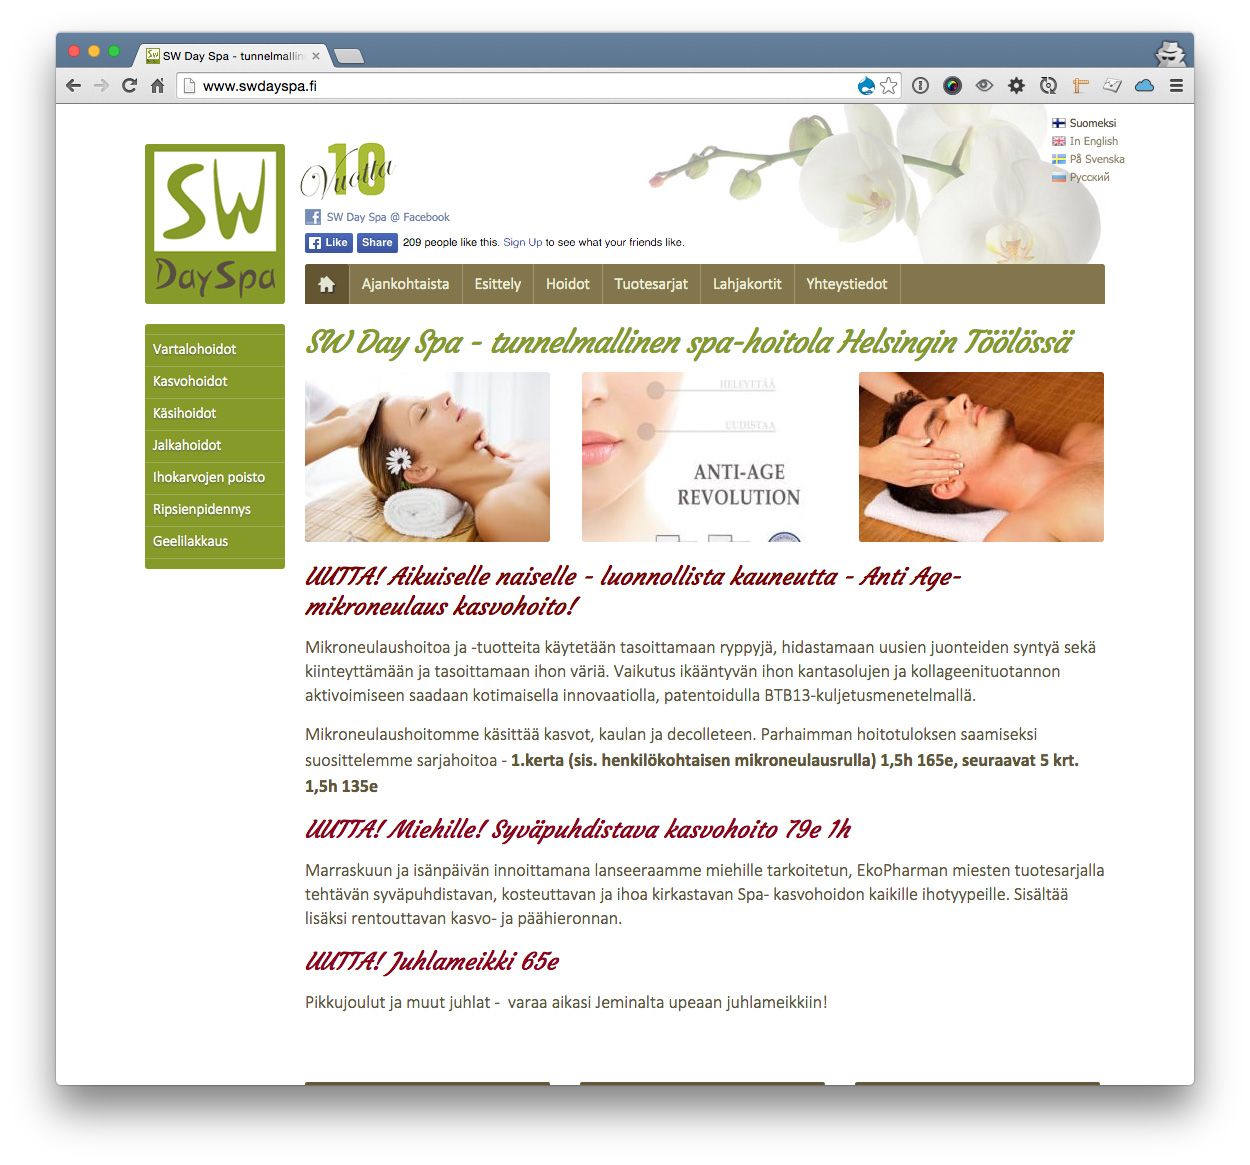 SW Day Spa - tunnelmallin
www.swdayspa.fi
SW
Day Spa
10
Vuotta
SW Day Spa @ Facebook
Like Share 209 people like this. Sign Up to see what your friends like.
Suomeksi
In English
På Svenska
Русский
Ajankohtaista Esittely Hoidot Tuotesarjat Lahjakortit Yhteystiedot
Vartalohoidot
Kasvohoidot
Käsihoidot
Jalkahoidot
Ihokarvojen poisto
Ripsienpidennys
Geelilakkaus
SW Day Spa - tunnelmallinen spa-hoitola Helsingin Töölössä
HELEYTTÄÄ
UUDISTAA
ANTI-AGE
REVOLUTION
UUTTA! Aikuiselle naiselle - luonnollista kauneutta - Anti Age-
mikroneulaus kasvohoito!
Mikroneulaushoitoa ja -tuotteita käytetään tasoittamaan ryppyjä, hidastamaan uusien juonteiden syntyä sekä
kiinteyttämään ja tasoittamaan ihon väriä. Vaikutus ikääntyvän ihon kantasolujen ja kollageenituotannon
aktivoimiseen saadaan kotimaisella innovaatiolla, patentoidulla BTB13-kuljetusmenetelmallä.
Mikroneulaushoitomme käsittää kasvot, kaulan ja decolleteen. Parhaimman hoitotuloksen saamiseksi
suosittelemme sarjahoitoa - 1.kerta (sis. henkilökohtaisen mikroneulausrulla) 1,5h 165e, seuraavat 5 krt.
1,5h 135e
UUTTA! Miehille! Syväpuhdistava kasvohoito 79e 1h
Marraskuun ja isänpäivän innoittamana lanseeraamme miehille tarkoitetun, EkoPharman miesten tuotesarjalla
tehtävän syväpuhdistavan, kosteuttavan ja ihoa kirkastavan Spa- kasvohoidon kaikille ihotyypeille. Sisältää
lisäksi rentouttavan kasvo- ja päähieronnan.
UUTTA! Juhlameikki 65e
Pikkujoulut ja muut juhlat - varaa aikasi Jeminalta upeaan juhlameikkiin!